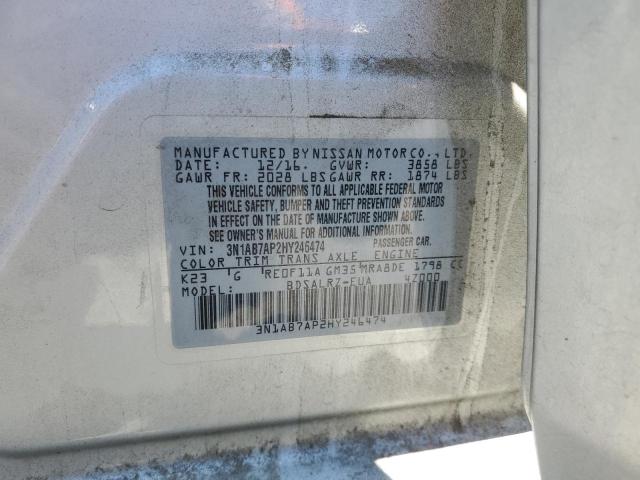 MANUFACTURED BY NISSAN MOTOR CO., LTD.
DATE: 12/16. GVWR: 3858 LBS
GAWR FR: 2028 LBS GAWR RR: 1874 LBS
THIS VEHICLE CONFORMS TO ALL APPLICABLE FEDERAL MOTOR
VEHICLE SAFETY, BUMPER AND THEFT PREVENTION STANDARDS
IN EFFECT ON THE DATE OF MANUFACTURE SHOWN ABOVE.
SEE OWNER'S MANUAL FOR ADDITIONAL INFORMATION.
VIN: 3N1AB7AP2HY246474 PASSENGER CAR.
COLOR TRIM TRANS AXLE ENGINE
K23 G RE0F11A GM35 MRA8DE 1798 CC
MODEL: BDSALRZ-EUA 4Z000
3N1AB7AP2HY246474